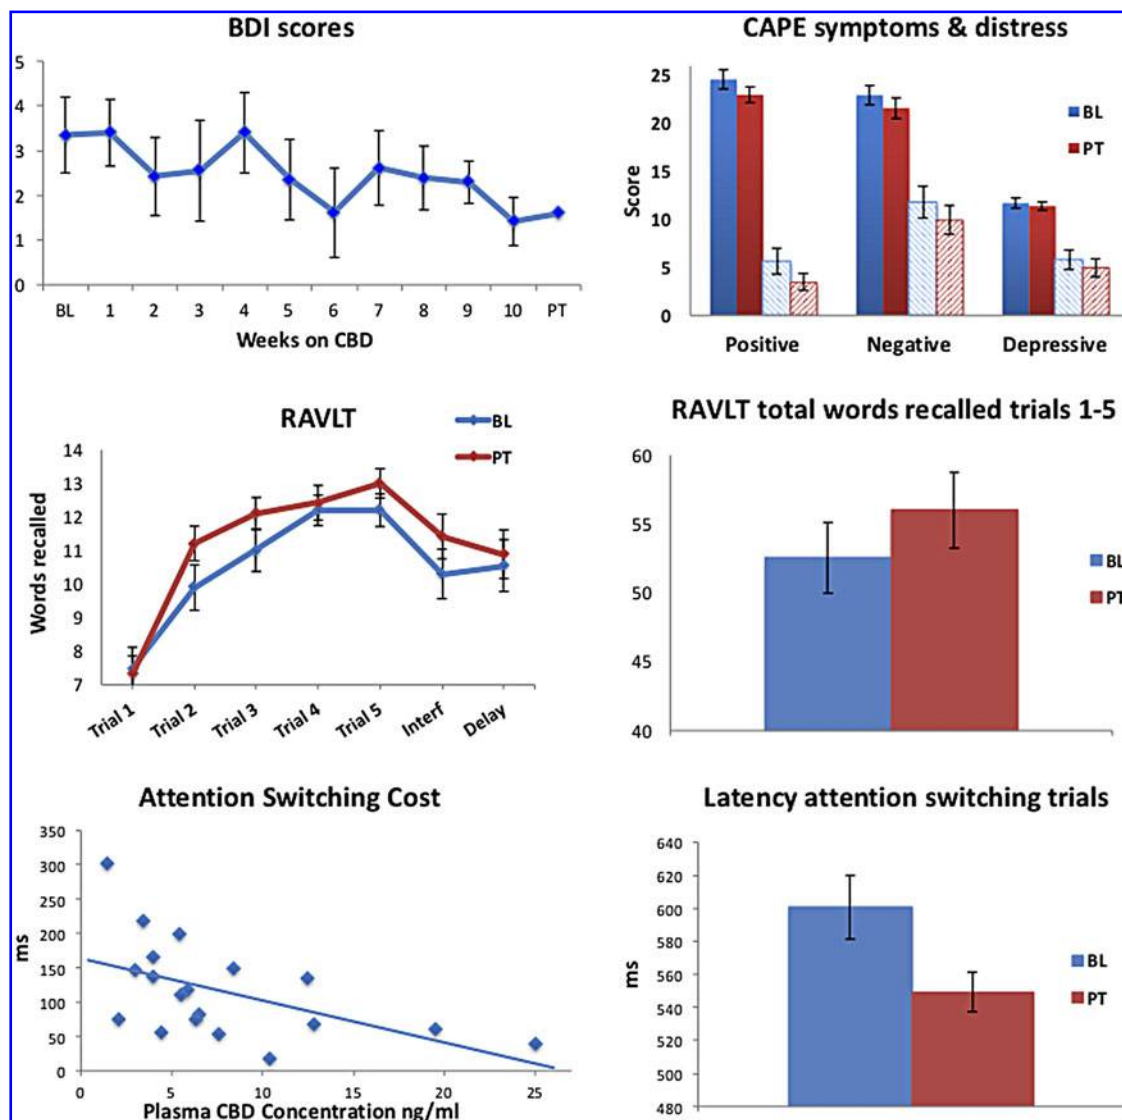 BDI scores
5
4
3
2
1
0
BL 1 2 3 4 5 6 7 8 9 10 PT
Weeks on CBD
CAPE symptoms & distress
Score
25
20
15
10
5
0
BL
PT
Positive Negative Depressive
RAVLT
BL
PT
Words recalled
14
13
12
11
10
9
8
7
Trial 1 Trial 2 Trial 3 Trial 4 Trial 5 Interf Delay
RAVLT total words recalled trials 1-5
60
55
50
45
40
BL
PT
Attention Switching Cost
ms
350
300
250
200
150
100
50
0
5 10 15 20 25
Plasma CBD Concentration ng/ml
Latency attention switching trials
ms
640
620
600
580
560
540
520
500
480
BL
PT